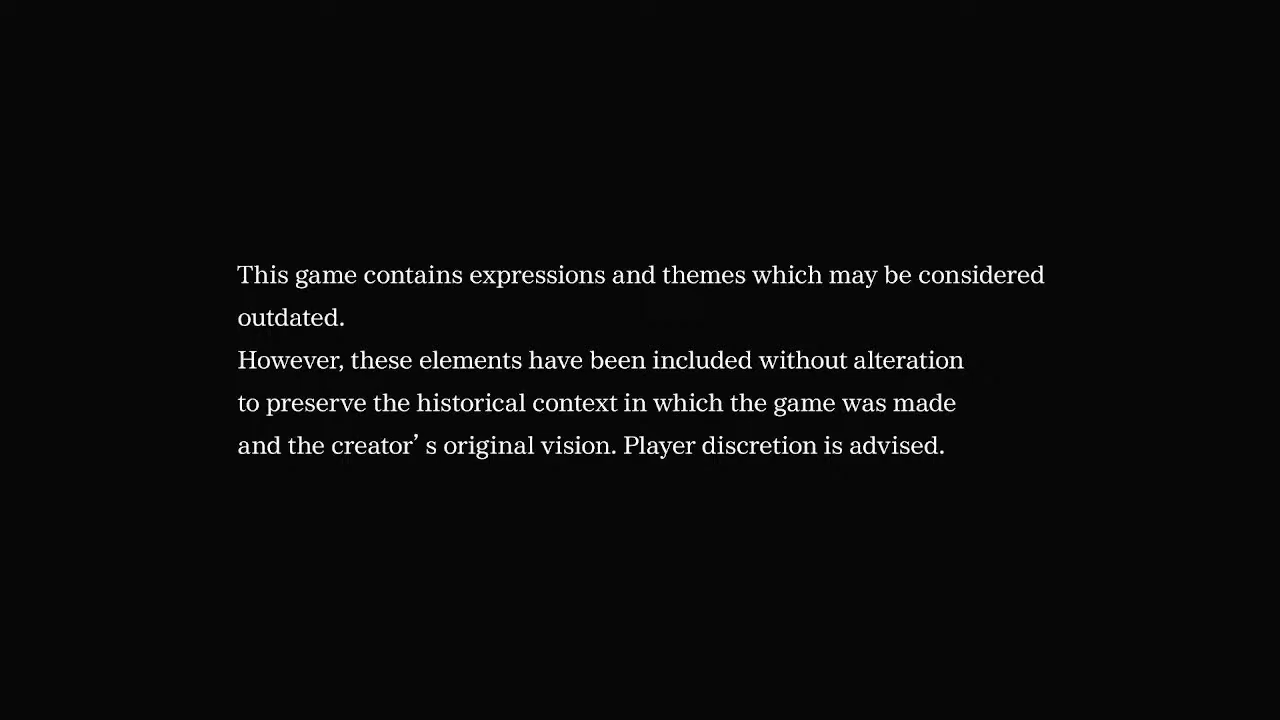 This game contains expressions and themes which may be considered
outdated.
However, these elements have been included without alteration
to preserve the historical context in which the game was made
and the creator’ s original vision. Player discretion is advised.